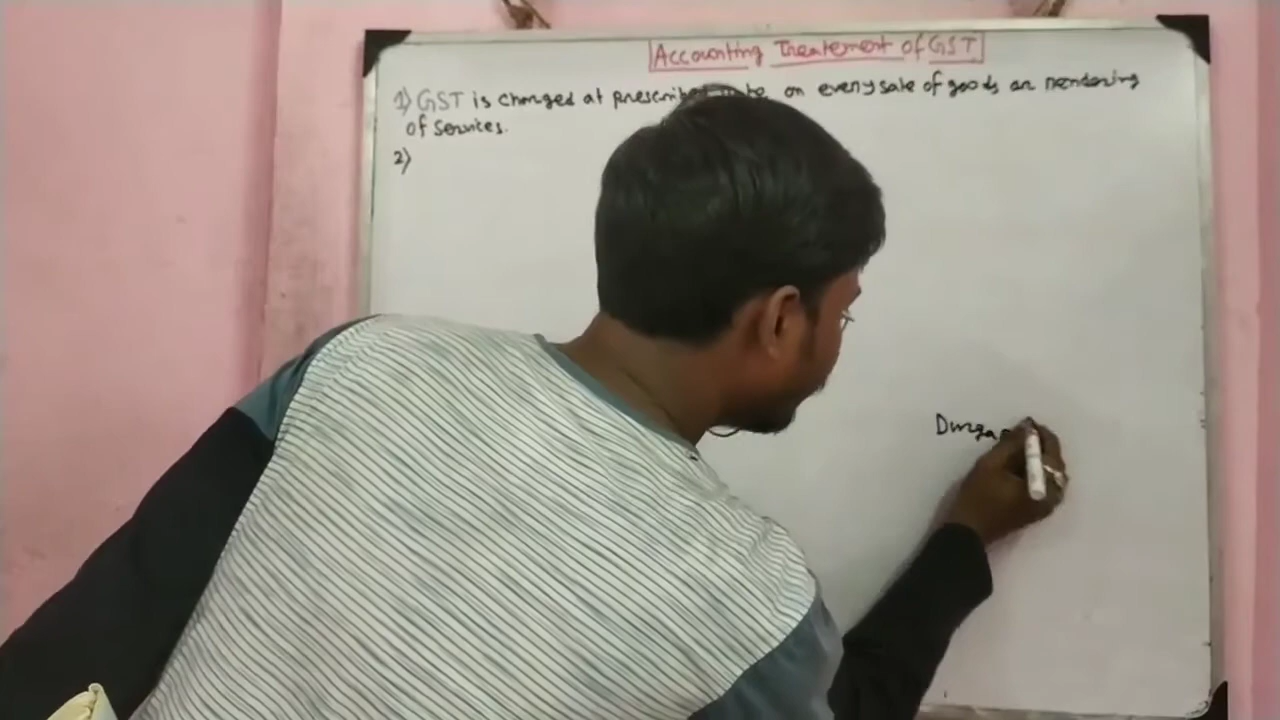 Accounting Treatement of GST
1) GST is charged at prescribed rate on every sale of goods or rendering
of Services.
2)
Durga